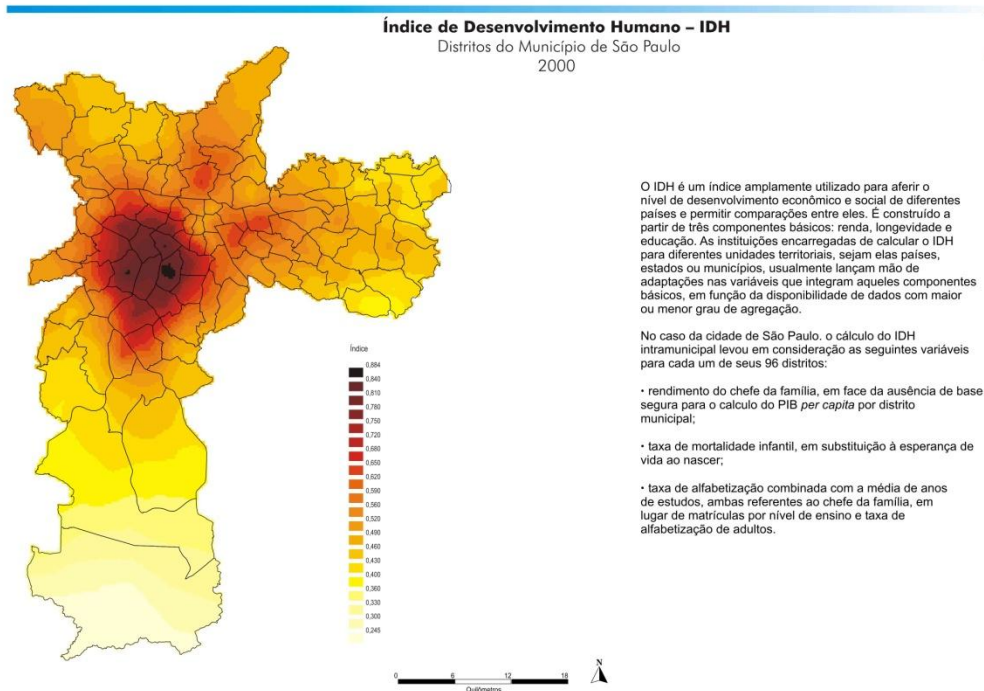 Índice de Desenvolvimento Humano – IDH
Distritos do Município de São Paulo
2000
O IDH é um índice amplamente utilizado para aferir o
nível de desenvolvimento econômico e social de diferentes
países e permitir comparações entre eles. É construído a
partir de três componentes básicos: renda, longevidade e
educação. As instituições encarregadas de calcular o IDH
para diferentes unidades territoriais, sejam elas países,
estados ou municípios, usualmente lançam mão de
adaptações nas variáveis que integram aqueles componentes
básicos, em função da disponibilidade de dados com maior
ou menor grau de agregação.
No caso da cidade de São Paulo. o cálculo do IDH
intramunicipal levou em consideração as seguintes variáveis
para cada um de seus 96 distritos:
• rendimento do chefe da família, em face da ausência de base
segura para o calculo do PIB per capita por distrito
municipal;
• taxa de mortalidade infantil, em substituição à esperança de
vida ao nascer;
• taxa de alfabetização combinada com a média de anos
de estudos, ambas referentes ao chefe da família, em
lugar de matrículas por nível de ensino e taxa de
alfabetização de adultos.
Índice
0,884
0,840
0,810
0,780
0,750
0,720
0,680
0,650
0,620
0,590
0,560
0,520
0,490
0,460
0,430
0,400
0,360
0,330
0,300
0,245
0 6 12 18
Quilômetros
N